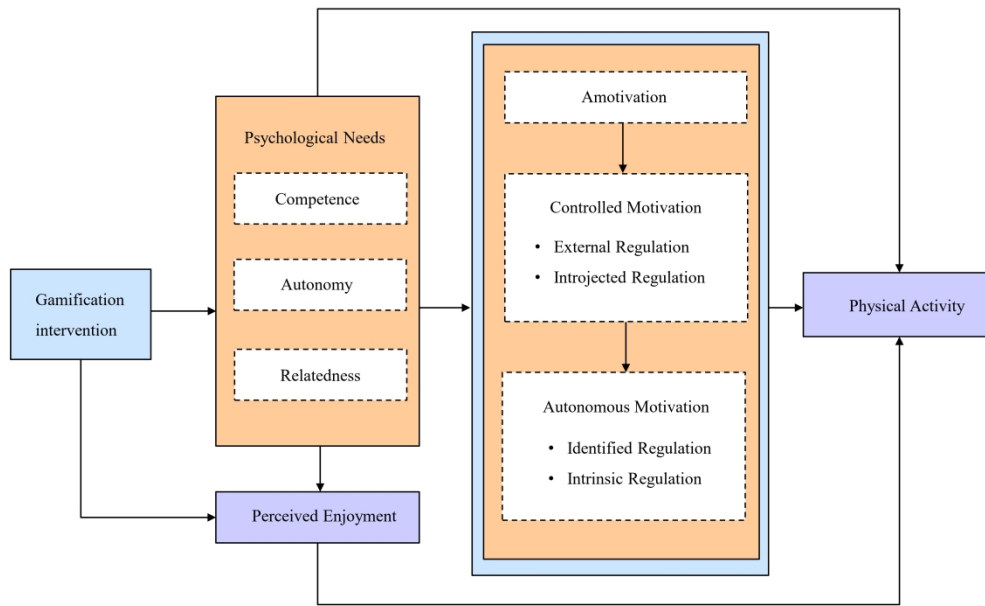 Gamification
intervention
Psychological Needs
Competence
Autonomy
Relatedness
Perceived Enjoyment
Amotivation
Controlled Motivation
• External Regulation
• Introjected Regulation
Autonomous Motivation
• Identified Regulation
• Intrinsic Regulation
Physical Activity